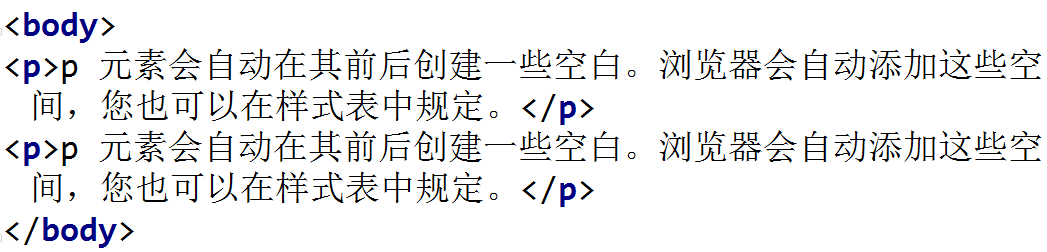 <body>
<p>p 元素会自动在其前后创建一些空白。浏览器会自动添加这些空
间，您也可以在样式表中规定。</p>
<p>p 元素会自动在其前后创建一些空白。浏览器会自动添加这些空
间，您也可以在样式表中规定。</p>
</body>